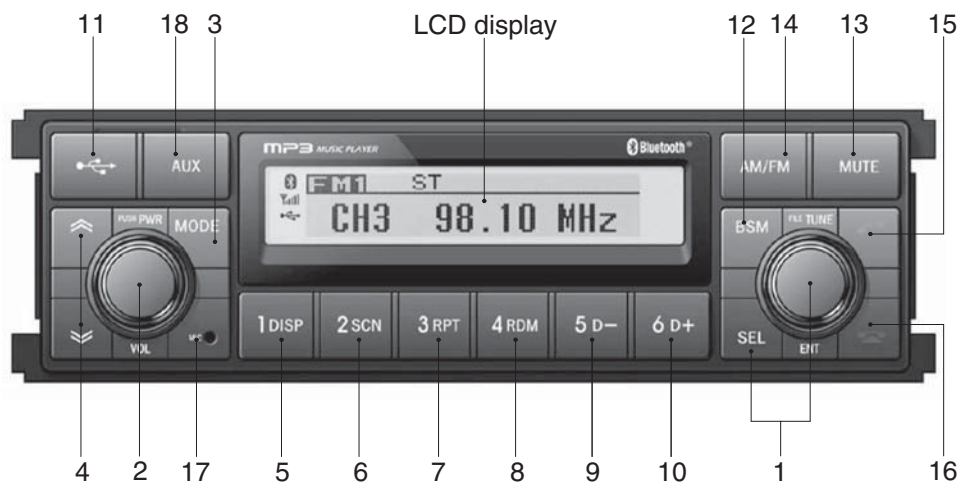 11 18 3 LCD display 12 14 13 15
MP3 MUSIC PLAYER Bluetooth®
AUX AM/FM MUTE
FM1 ST
PUSH PWR MODE BSM FILE TUNE
CH3 98.10 MHz
1 DISP 2 SCN 3 RPT 4 RDM 5 D− 6 D+
VOL MIC SEL ENT
4 2 17 5 6 7 8 9 10 1 16